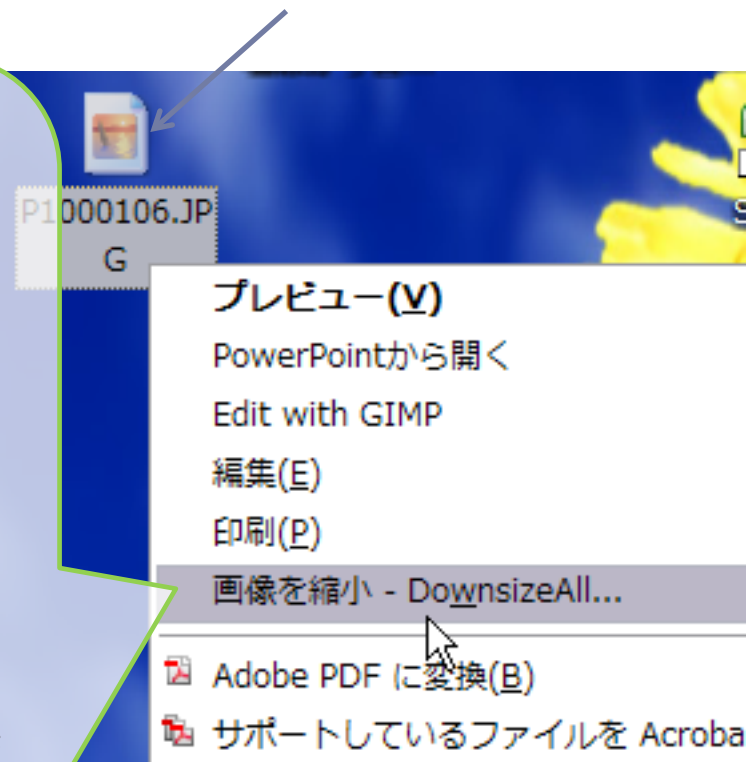 P1000106.JP
G
プレビュー(V)
PowerPointから開く
Edit with GIMP
編集(E)
印刷(P)
画像を縮小 - DownsizeAll...
Adobe PDF に変換(B)
サポートしているファイルを Acroba